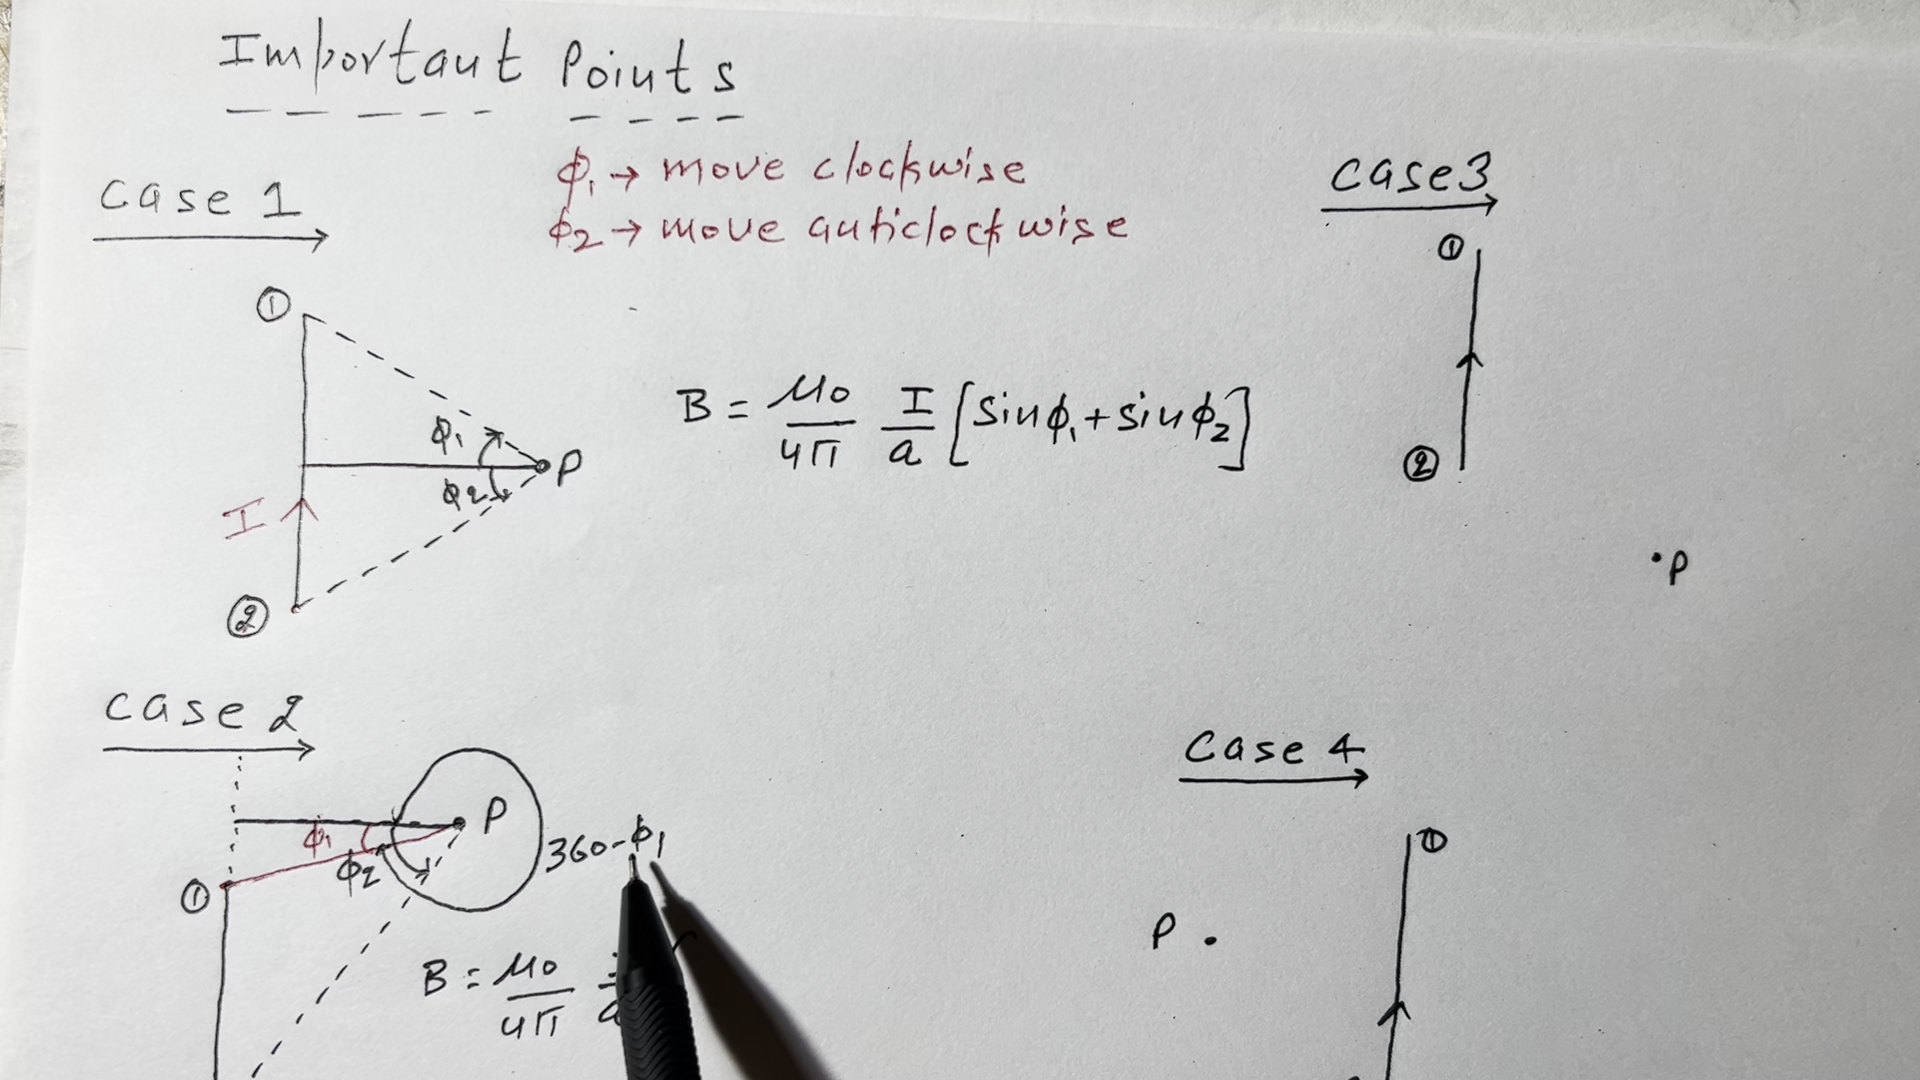 Important Points
φ₁ → move clockwise
φ₂ → move anticlockwise
Case 1
①
φ₁
φ₂
P
I
②
B = μ₀/4π I/a [sinφ₁ + sinφ₂]
Case 2
P
φ₁
φ₂
360-φ₁
①
B = μ₀/4π
Case3
①
②
P
Case 4
①
P